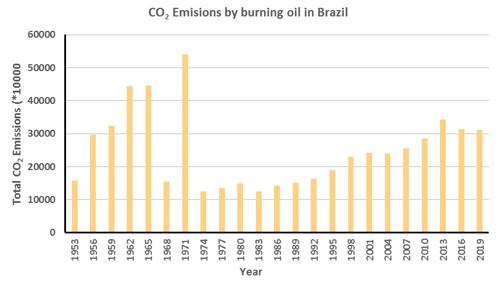 CO₂ Emisions by burning oil in Brazil
Total CO₂ Emissions (*10000
60000
50000
40000
30000
20000
10000
0
1953 1956 1959 1962 1965 1968 1971 1974 1977 1980 1983 1986 1989 1992 1995 1998 2001 2004 2007 2010 2013 2016 2019
Year